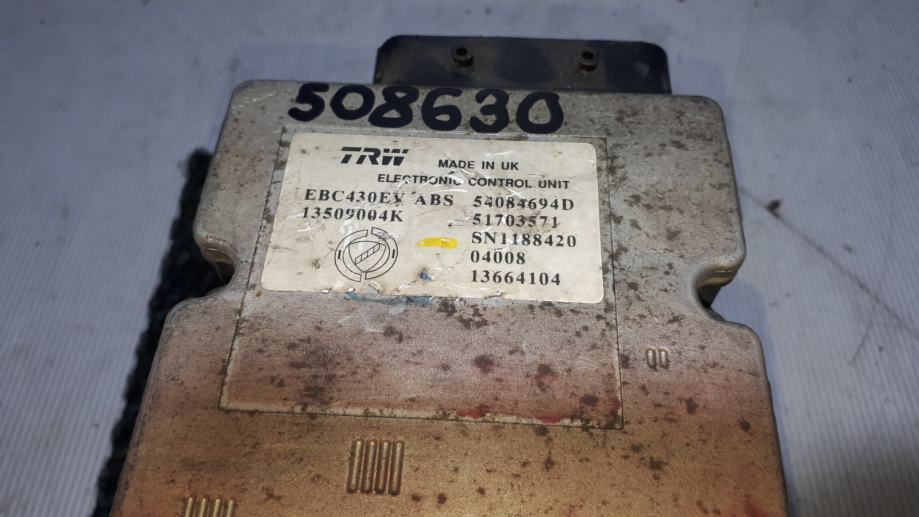 508630
TRW MADE IN UK
ELECTRONIC CONTROL UNIT
EBC430EV ABS 54084694D
13509004K 51703571
SN1188420
04008
13664104